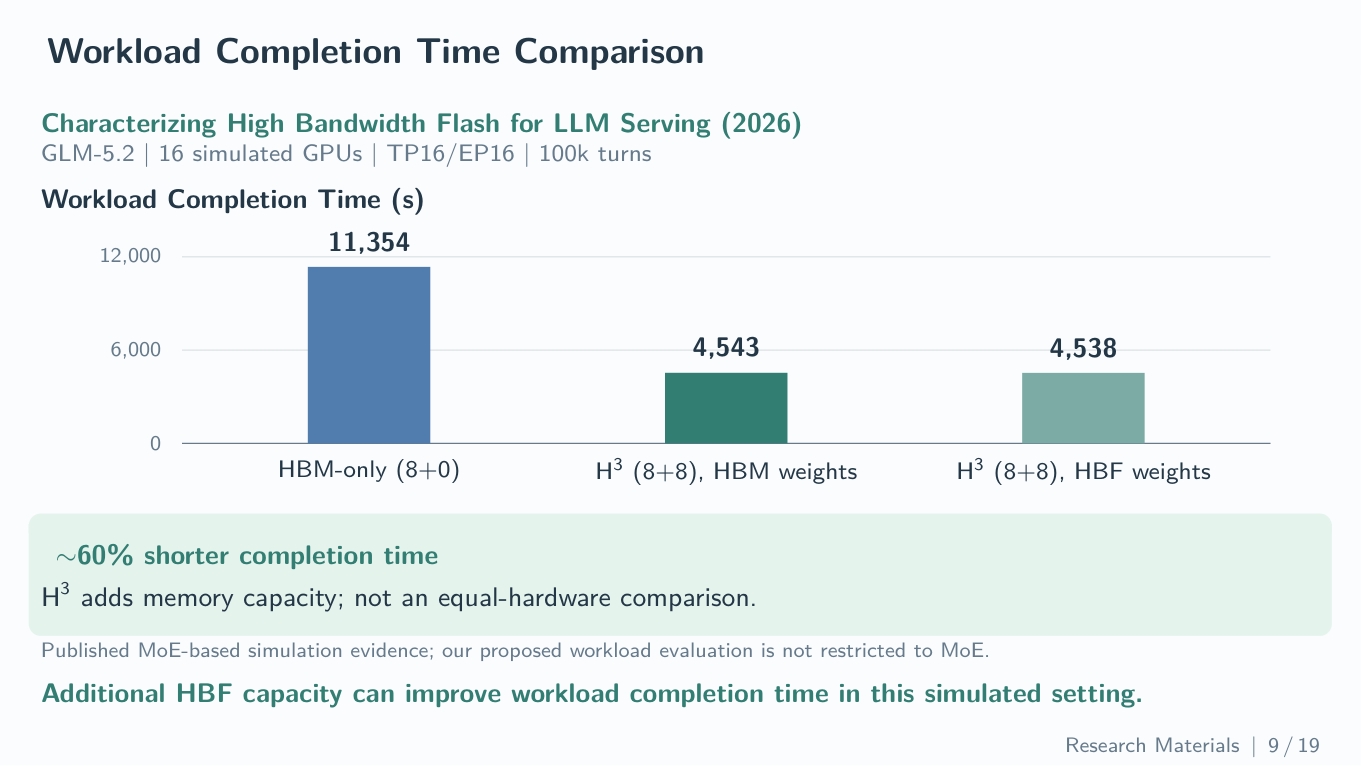 Workload Completion Time Comparison
Characterizing High Bandwidth Flash for LLM Serving (2026)
GLM-5.2 | 16 simulated GPUs | TP16/EP16 | 100k turns
Workload Completion Time (s)
11,354
12,000
6,000
4,543
4,538
0
HBM-only (8+0)
H³ (8+8), HBM weights
H³ (8+8), HBF weights
~60% shorter completion time
H³ adds memory capacity; not an equal-hardware comparison.
Published MoE-based simulation evidence; our proposed workload evaluation is not restricted to MoE.
Additional HBF capacity can improve workload completion time in this simulated setting.
Research Materials | 9 / 19